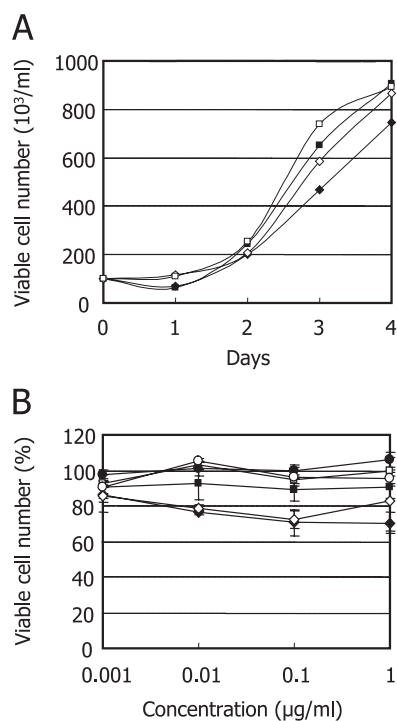 A
Viable cell number (10³/ml)
1000
800
600
400
200
0
0 1 2 3 4
Days
B
Viable cell number (%)
120
100
80
60
40
20
0
0.001 0.01 0.1 1
Concentration (µg/ml)